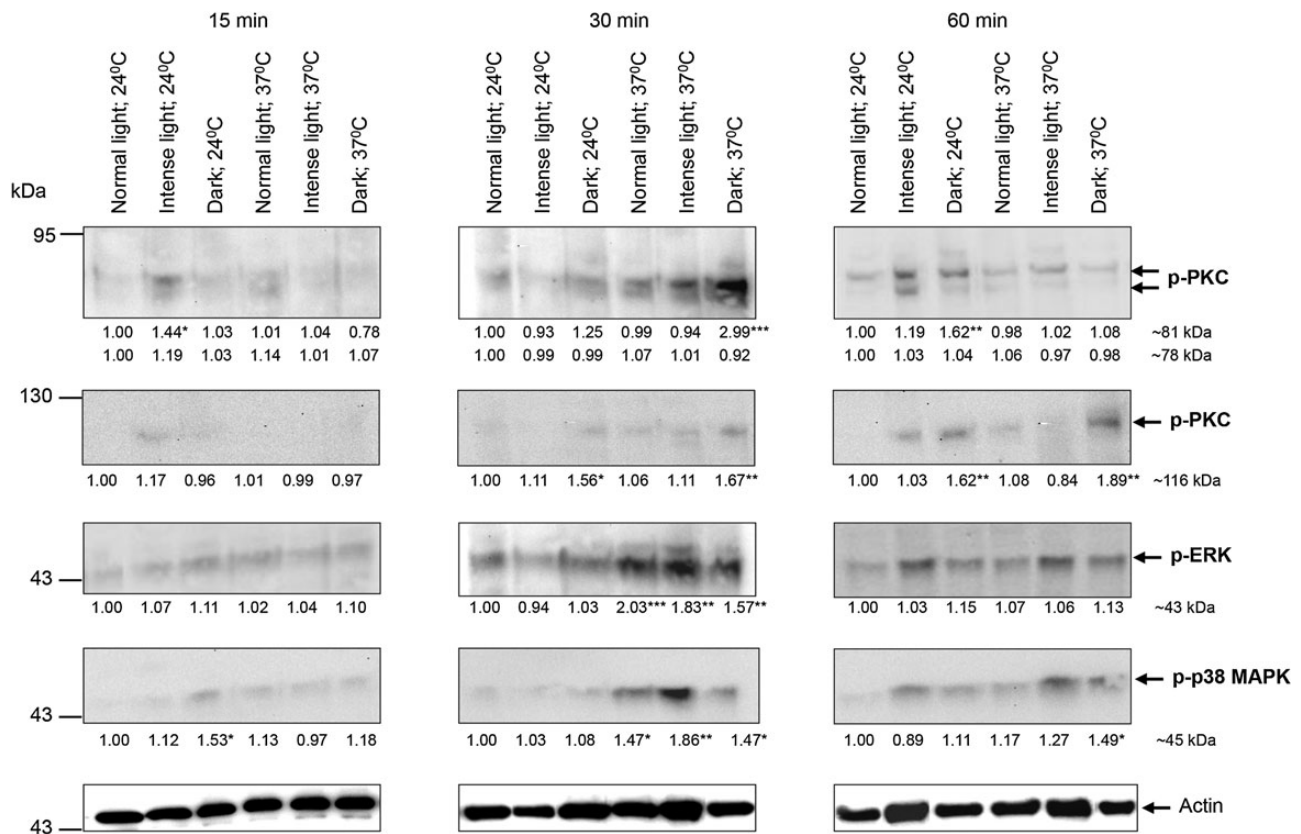 15 min 30 min 60 min
Normal light; 24⁰C Intense light; 24⁰C Dark; 24⁰C Normal light; 37⁰C Intense light; 37⁰C Dark; 37⁰C Normal light; 24⁰C Intense light; 24⁰C Dark; 24⁰C Normal light; 37⁰C Intense light; 37⁰C Dark; 37⁰C Normal light; 24⁰C Intense light; 24⁰C Dark; 24⁰C Normal light; 37⁰C Intense light; 37⁰C Dark; 37⁰C
kDa
95
p-PKC
1.00 1.44* 1.03 1.01 1.04 0.78 1.00 0.93 1.25 0.99 0.94 2.99*** 1.00 1.19 1.62** 0.98 1.02 1.08 ~81 kDa
1.00 1.19 1.03 1.14 1.01 1.07 1.00 0.99 0.99 1.07 1.01 0.92 1.00 1.03 1.04 1.06 0.97 0.98 ~78 kDa
130
p-PKC
1.00 1.17 0.96 1.01 0.99 0.97 1.00 1.11 1.56* 1.06 1.11 1.67** 1.00 1.03 1.62** 1.08 0.84 1.89** ~116 kDa
p-ERK
43
1.00 1.07 1.11 1.02 1.04 1.10 1.00 0.94 1.03 2.03*** 1.83** 1.57** 1.00 1.03 1.15 1.07 1.06 1.13 ~43 kDa
p-p38 MAPK
43
1.00 1.12 1.53* 1.13 0.97 1.18 1.00 1.03 1.08 1.47* 1.86** 1.47* 1.00 0.89 1.11 1.17 1.27 1.49* ~45 kDa
Actin
43